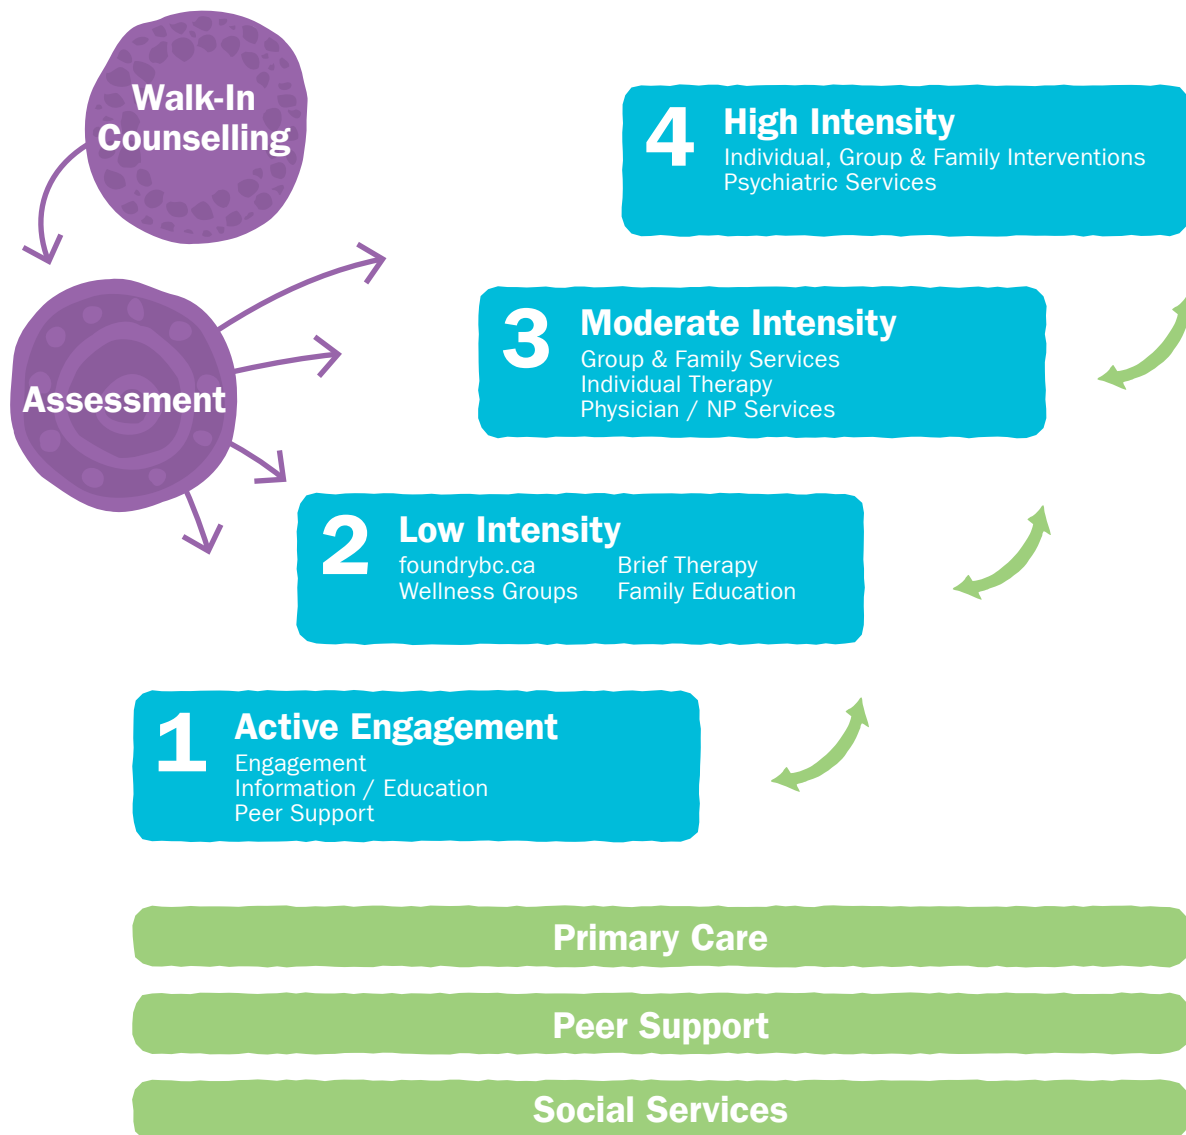 Walk-In
Counselling
Assessment
4
High Intensity
Individual, Group & Family Interventions
Psychiatric Services
3
Moderate Intensity
Group & Family Services
Individual Therapy
Physician / NP Services
2
Low Intensity
foundrybc.ca
Wellness Groups
Brief Therapy
Family Education
1
Active Engagement
Engagement
Information / Education
Peer Support
Primary Care
Peer Support
Social Services